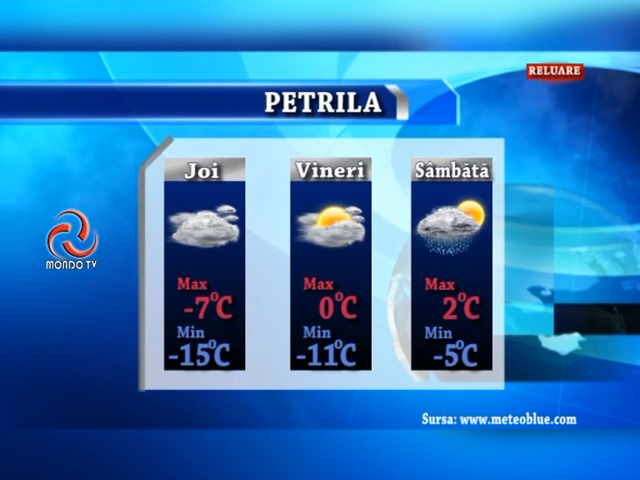 RELUARE
PETRILA
Joi
Max
-7°C
Min
-15°C
Vineri
Max
0°C
Min
-11°C
Sâmbătă
Max
2°C
Min
-5°C
MONDO TV
Sursa: www.meteoblue.com